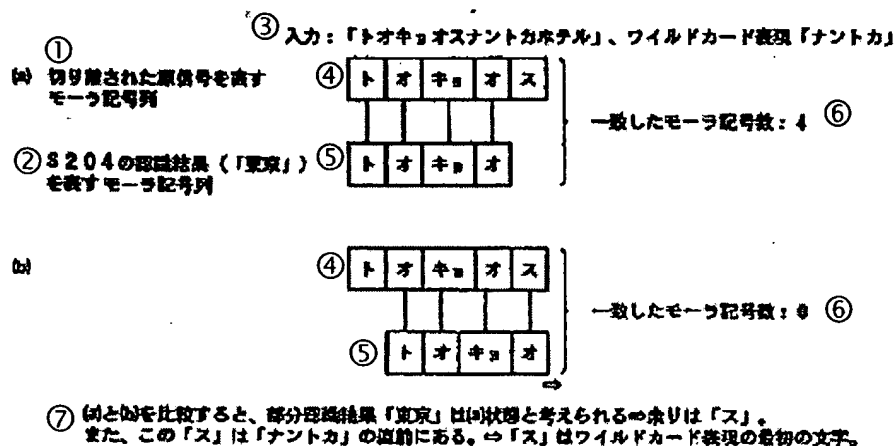 ③ 入力：「トオキョオスナントカホテル」、ワイルドカード表現「ナントカ」
①
(a) 切り離された原信号を表す
モーラ記号列
④ ト オ キョ オ ス
一致したモーラ記号数：4 ⑥
② S204の認識結果（「東京」）
を表すモーラ記号列
⑤ ト オ キョ オ
(b)
④ ト オ キョ オ ス
一致したモーラ記号数：0 ⑥
⑤ ト オ キョ オ
⇒
⑦ (a)と(b)を比較すると、部分認識結果「東京」は(a)状態と考えられる⇔余りは「ス」。
また、この「ス」は「ナントカ」の直前にある。⇔「ス」はワイルドカード表現の最初の文字。